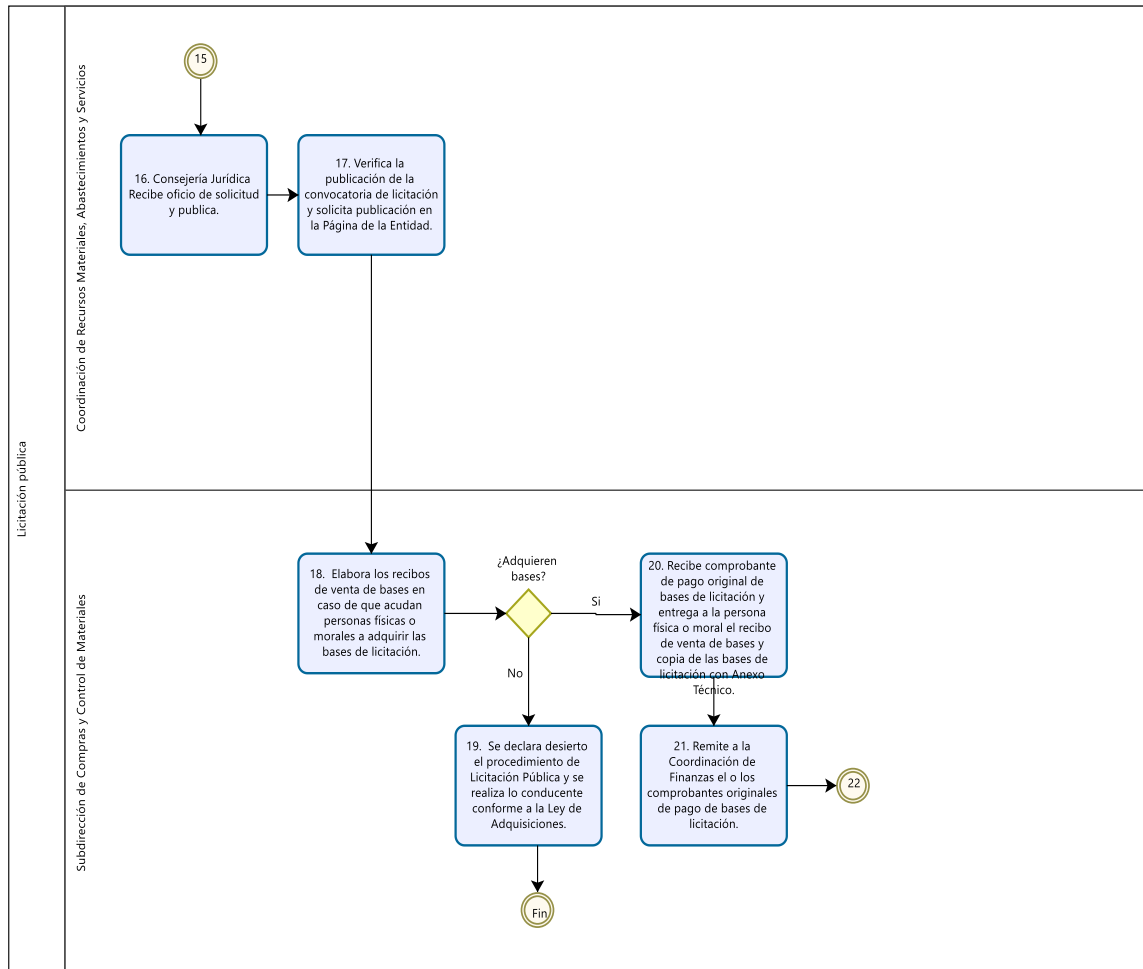 Licitación pública
Coordinación de Recursos Materiales, Abastecimientos y Servicios
15
16. Consejería Jurídica
Recibe oficio de solicitud
y publica.
17. Verifica la
publicación de la
convocatoria de licitación
y solicita publicación en
la Página de la Entidad.
Subdirección de Compras y Control de Materiales
18. Elabora los recibos
de venta de bases en
caso de que acudan
personas físicas o
morales a adquirir las
bases de licitación.
¿Adquieren
bases?
Si
No
20. Recibe comprobante
de pago original de
bases de licitación y
entrega a la persona
física o moral el recibo
de venta de bases y
copia de las bases de
licitación con Anexo
Técnico.
19. Se declara desierto
el procedimiento de
Licitación Pública y se
realiza lo conducente
conforme a la Ley de
Adquisiciones.
21. Remite a la
Coordinación de
Finanzas el o los
comprobantes originales
de pago de bases de
licitación.
22
Fin